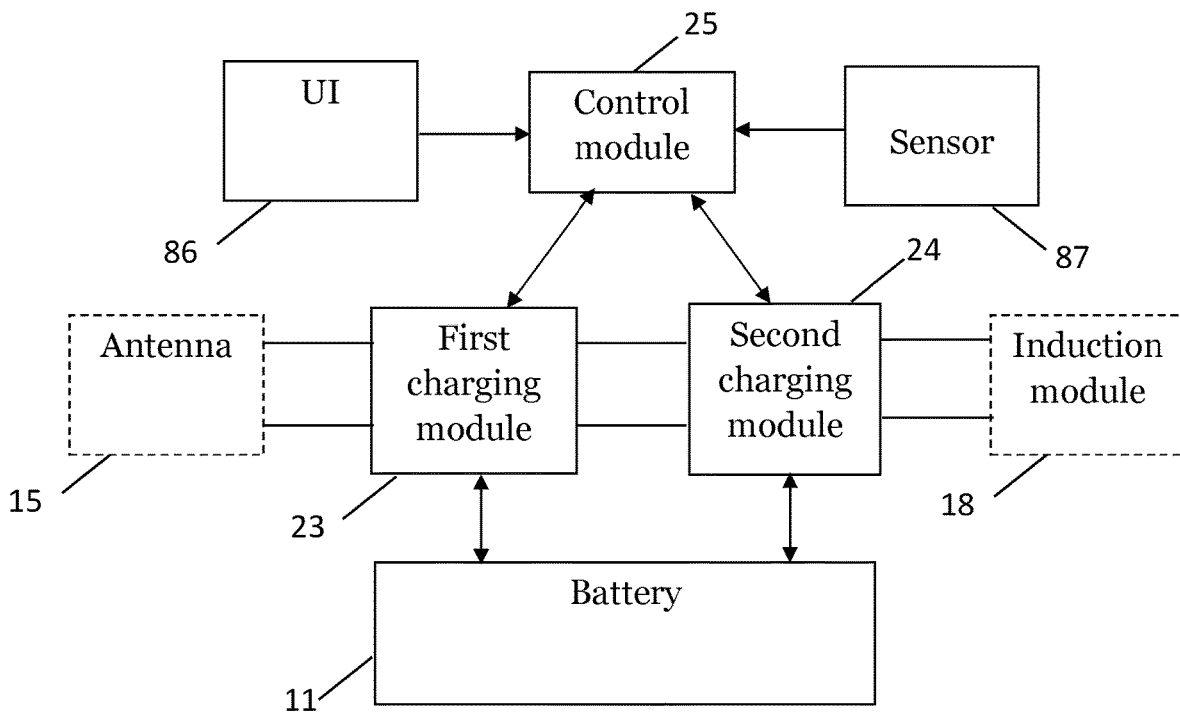 25
UI
Control
module
Sensor
86
87
24
Antenna
First
charging
module
Second
charging
module
Induction
module
15
23
18
Battery
11